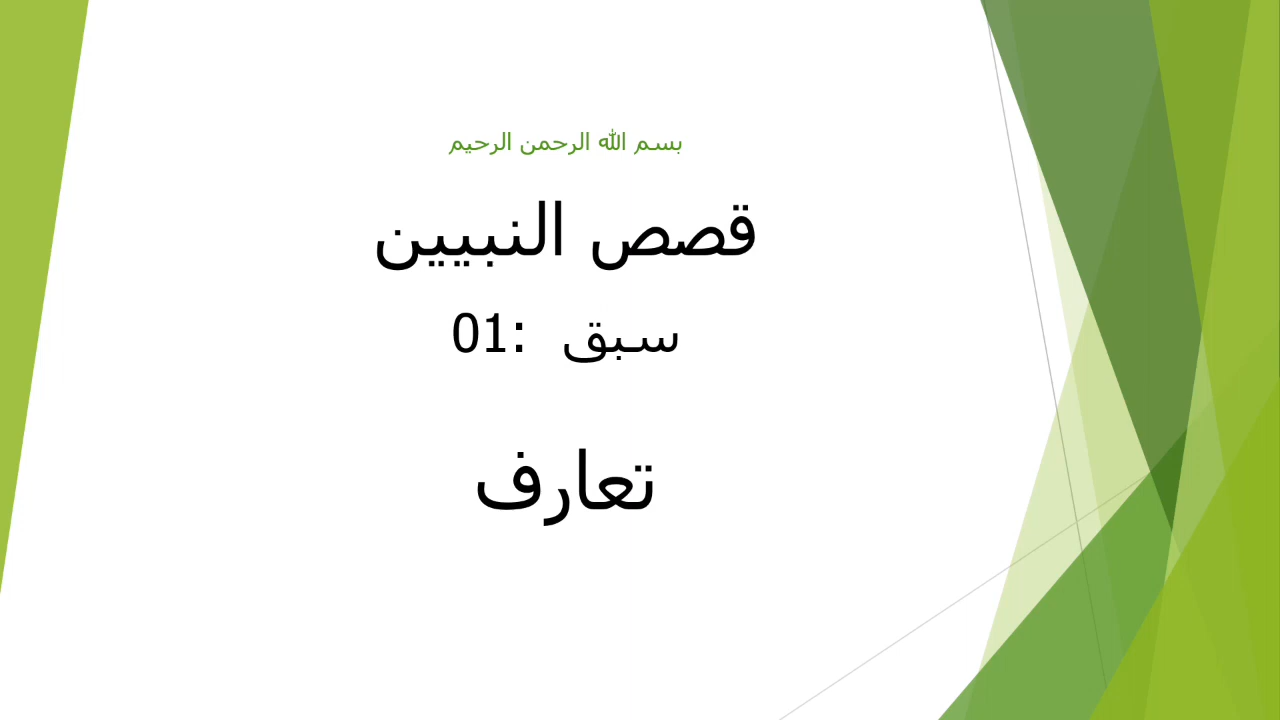 بسم الله الرحمن الرحيم
قصص النبيين
سبق :01
تعارف